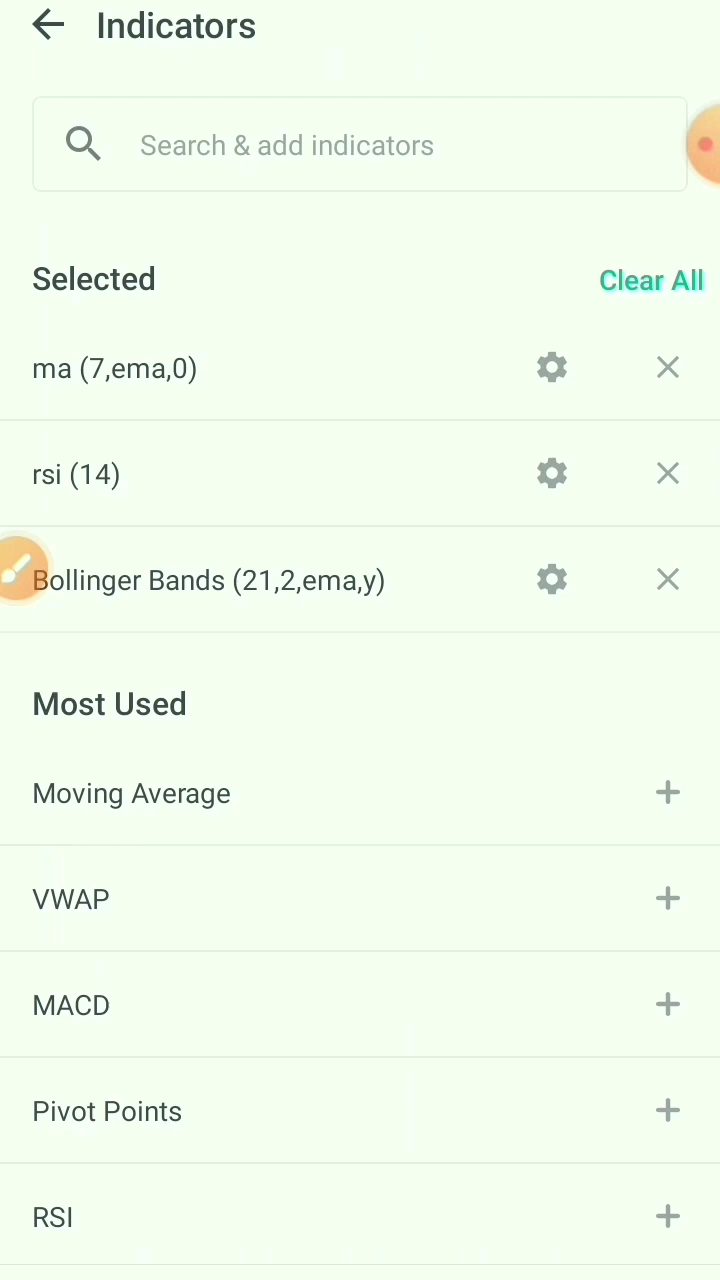 Indicators
Search & add indicators
Selected
Clear All
ma (7,ema,0)
rsi (14)
Bollinger Bands (21,2,ema,y)
Most Used
Moving Average
VWAP
MACD
Pivot Points
RSI